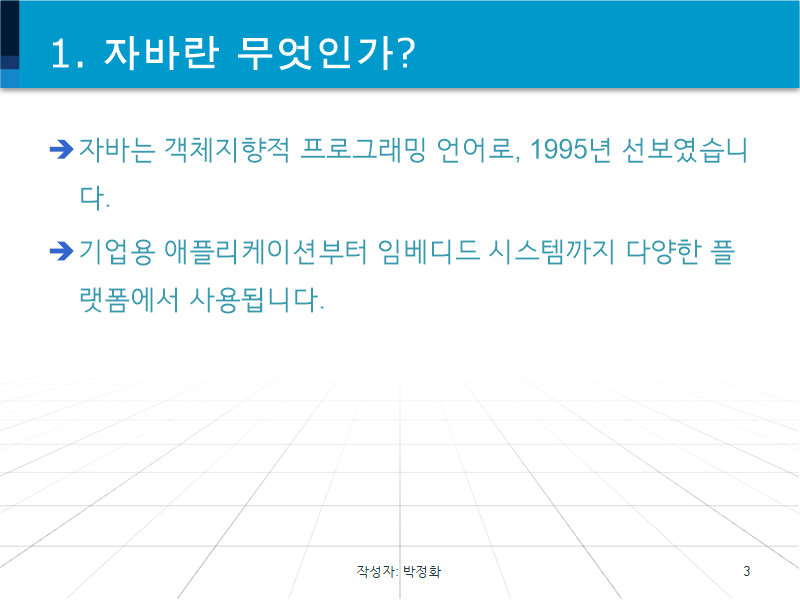 1. 자바란 무엇인가?
➔자바는 객체지향적 프로그래밍 언어로, 1995년 선보였습니
다.
➔기업용 애플리케이션부터 임베디드 시스템까지 다양한 플
랫폼에서 사용됩니다.
작성자: 박정화
3